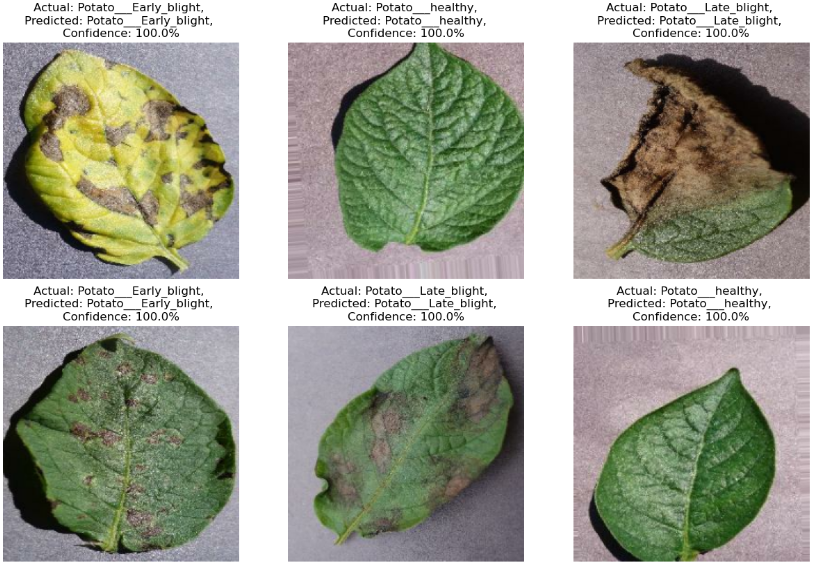 Actual: Potato___Early_blight,
Predicted: Potato___Early_blight,
Confidence: 100.0%
Actual: Potato___healthy,
Predicted: Potato___healthy,
Confidence: 100.0%
Actual: Potato___Late_blight,
Predicted: Potato___Late_blight,
Confidence: 100.0%
Actual: Potato___Early_blight,
Predicted: Potato___Early_blight,
Confidence: 100.0%
Actual: Potato___Late_blight,
Predicted: Potato___Late_blight,
Confidence: 100.0%
Actual: Potato___healthy,
Predicted: Potato___healthy,
Confidence: 100.0%